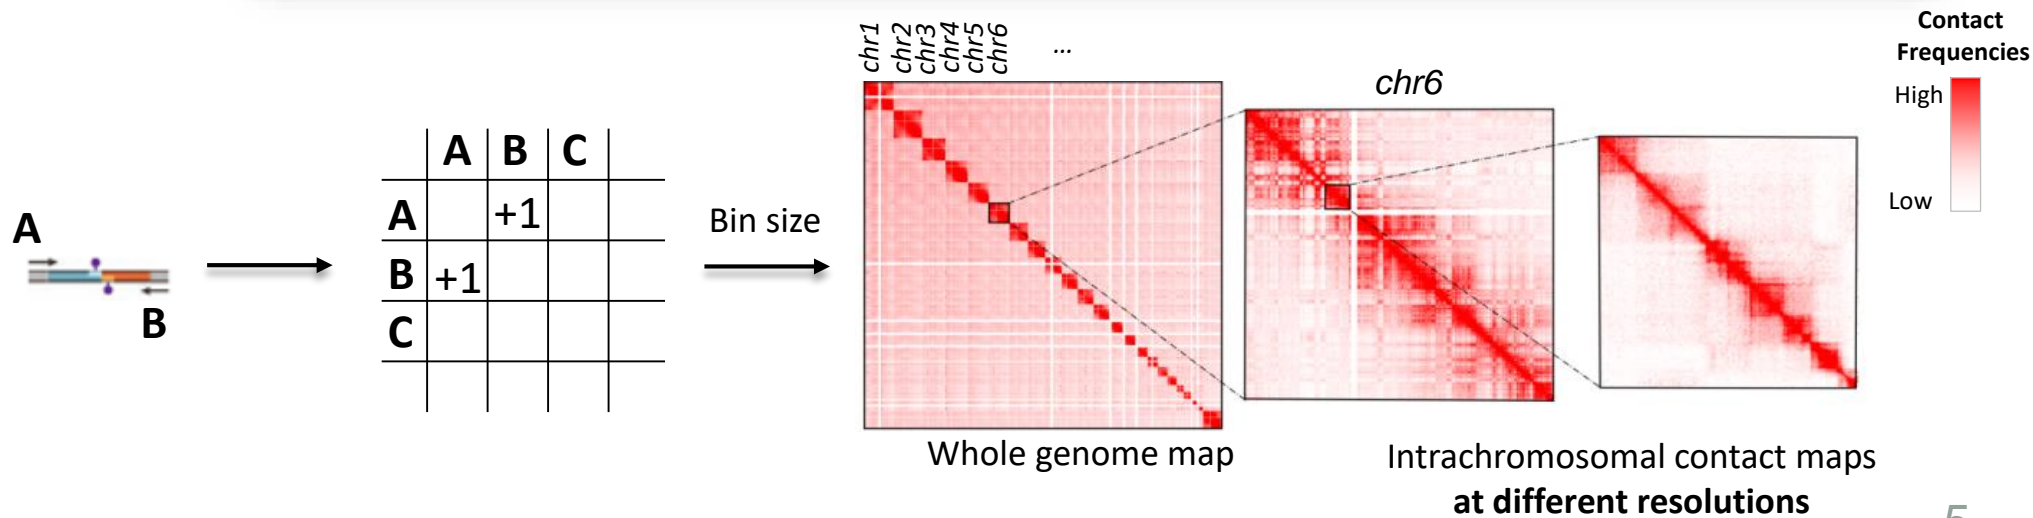 A
B
A B C
A +1
B +1
C
Bin size
chr1 chr2 chr3 chr4 chr5 chr6 ...
Whole genome map
chr6
Intrachromosomal contact maps
at different resolutions
Contact
Frequencies
High
Low
5